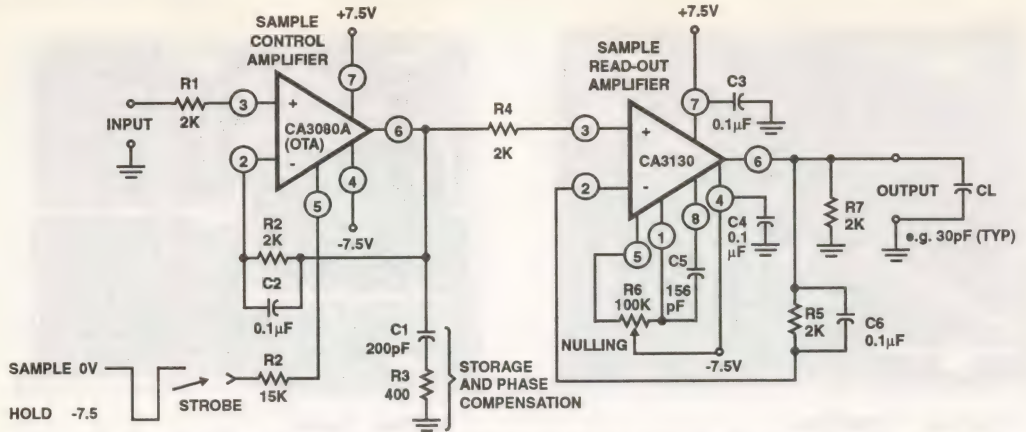 +7.5V
SAMPLE
CONTROL
AMPLIFIER
R1
3
+
7
INPUT
2K
CA3080A
(OTA)
6
2
-
4
5
-7.5V
R2
2K
C2
0.1µF
C1
200pF
R3
400
STORAGE
AND PHASE
COMPENSATION
SAMPLE 0V
HOLD -7.5
STROBE
R2
15K
R4
2K
+7.5V
SAMPLE
READ-OUT
AMPLIFIER
7
C3
0.1µF
3
+
CA3130
6
2
-
4
8
1
5
C4
0.1
µF
C5
156
pF
R6
100K
NULLING
-7.5V
OUTPUT
CL
R7
2K
e.g. 30pF (TYP)
R5
2K
C6
0.1µF